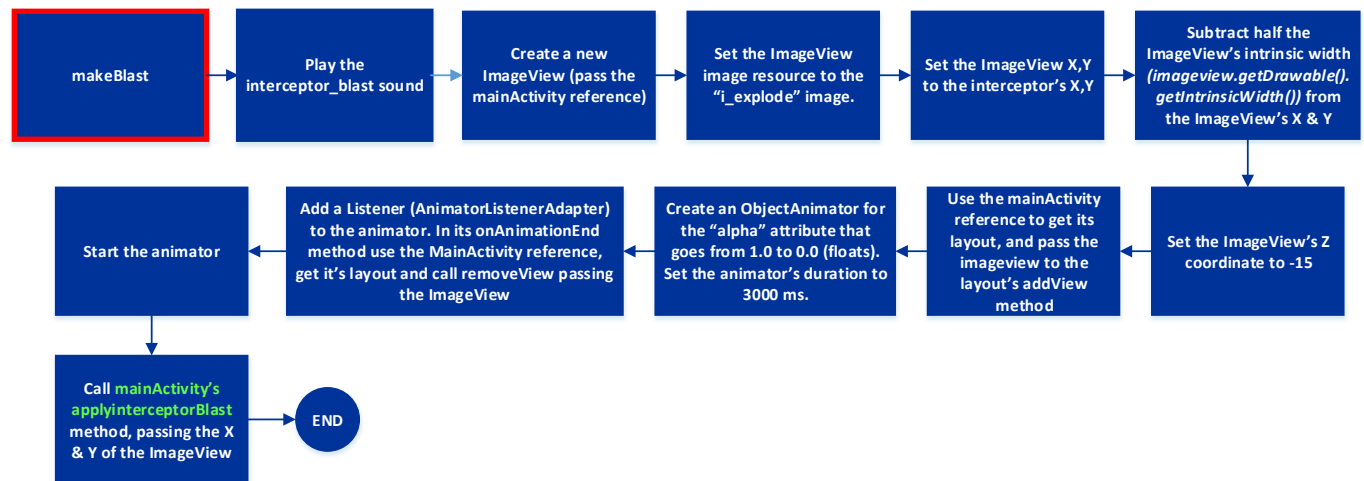 makeBlast
Play the
interceptor_blast sound
Create a new
ImageView (pass the
mainActivity reference)
Set the ImageView
image resource to the
“i_explode” image.
Set the ImageView X,Y
to the interceptor’s X,Y
Subtract half the
ImageView’s intrinsic width
(imageview.getDrawable().
getIntrinsicWidth()) from
the ImageView’s X & Y
Set the ImageView’s Z
coordinate to -15
Use the mainActivity
reference to get its
layout, and pass the
imageview to the
layout’s addView
method
Create an ObjectAnimator for
the “alpha” attribute that
goes from 1.0 to 0.0 (floats).
Set the animator’s duration to
3000 ms.
Add a Listener (AnimatorListenerAdapter)
to the animator. In its onAnimationEnd
method use the MainActivity reference,
get it’s layout and call removeView passing
the ImageView
Start the animator
Call mainActivity’s
applyinterceptorBlast
method, passing the X
& Y of the ImageView
END